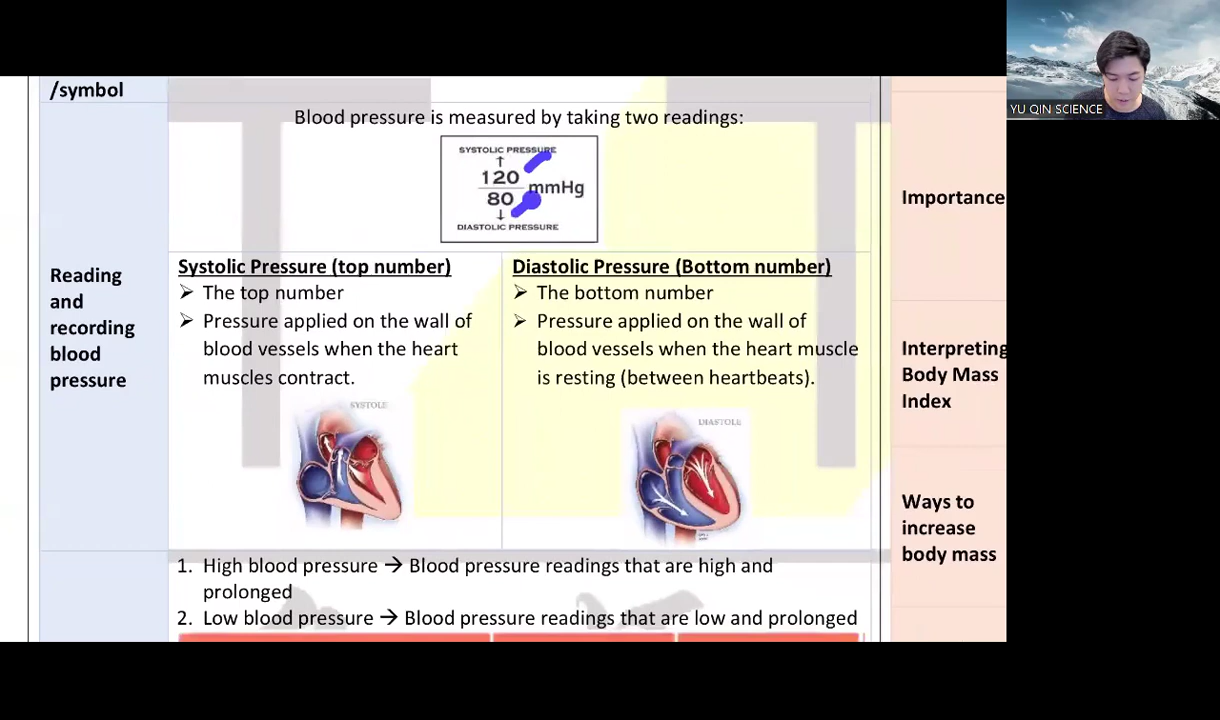 /symbol
Blood pressure is measured by taking two readings:
SYSTOLIC PRESSURE
120
mmHg
80
DIASTOLIC PRESSURE
Reading
and
recording
blood
pressure
Systolic Pressure (top number)
➢ The top number
➢ Pressure applied on the wall of
blood vessels when the heart
muscles contract.
SYSTOLE
Diastolic Pressure (Bottom number)
➢ The bottom number
➢ Pressure applied on the wall of
blood vessels when the heart muscle
is resting (between heartbeats).
DIASTOLE
1. High blood pressure → Blood pressure readings that are high and
prolonged
2. Low blood pressure → Blood pressure readings that are low and prolonged
Importance
Interpreting
Body Mass
Index
Ways to
increase
body mass
YU QIN SCIENCE